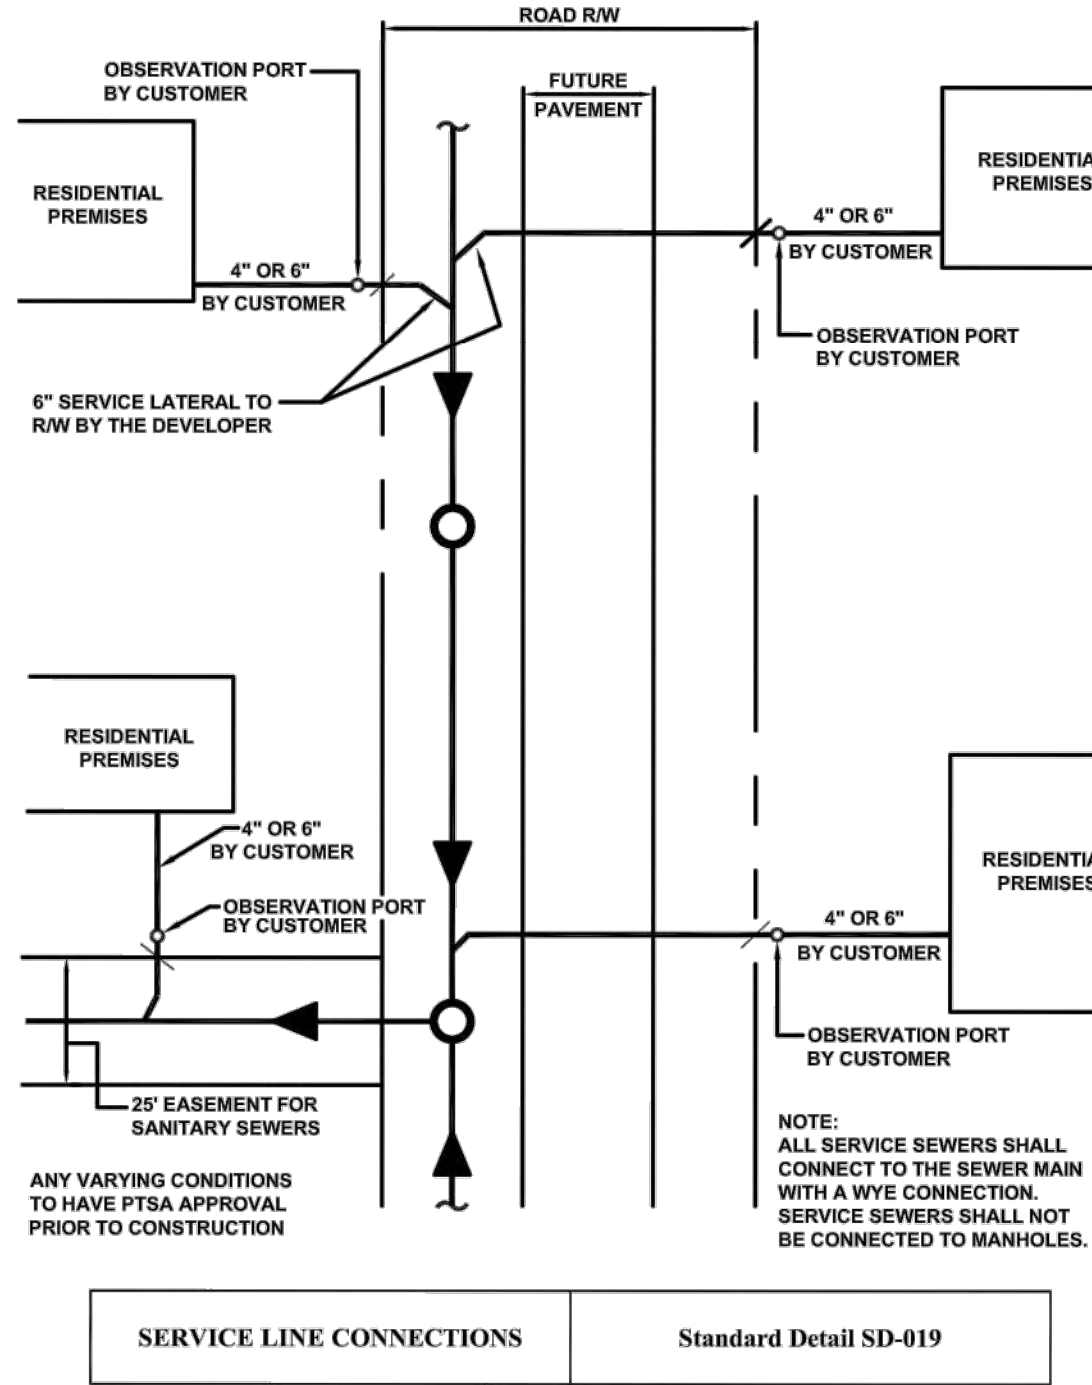 ROAD R/W
OBSERVATION PORT
BY CUSTOMER
FUTURE
PAVEMENT
RESIDENTIAL
PREMISES
RESIDENTIA
PREMISES
4" OR 6"
BY CUSTOMER
4" OR 6"
BY CUSTOMER
OBSERVATION PORT
BY CUSTOMER
6" SERVICE LATERAL TO
R/W BY THE DEVELOPER
RESIDENTIAL
PREMISES
4" OR 6"
BY CUSTOMER
OBSERVATION PORT
BY CUSTOMER
RESIDENTIA
PREMISES
4" OR 6"
BY CUSTOMER
OBSERVATION PORT
BY CUSTOMER
25' EASEMENT FOR
SANITARY SEWERS
ANY VARYING CONDITIONS
TO HAVE PTSA APPROVAL
PRIOR TO CONSTRUCTION
NOTE:
ALL SERVICE SEWERS SHALL
CONNECT TO THE SEWER MAIN
WITH A WYE CONNECTION.
SERVICE SEWERS SHALL NOT
BE CONNECTED TO MANHOLES.
SERVICE LINE CONNECTIONS
Standard Detail SD-019